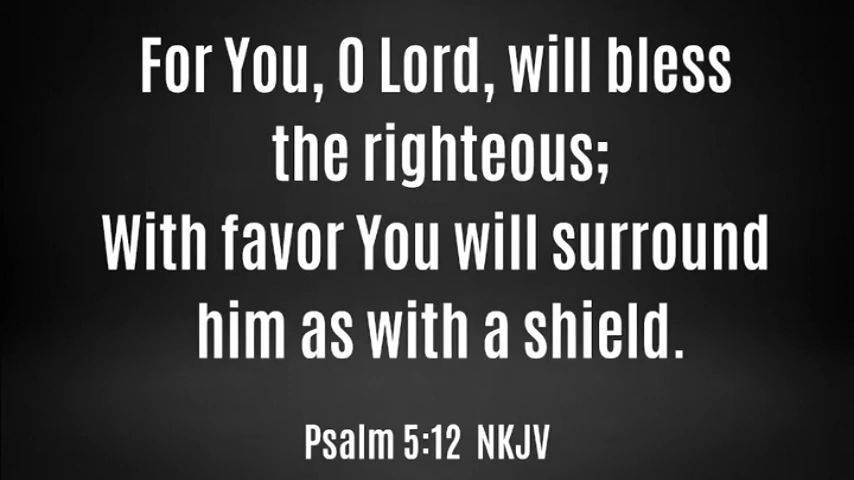 For You, O Lord, will bless
the righteous;
With favor You will surround
him as with a shield.
Psalm 5:12 NKJV